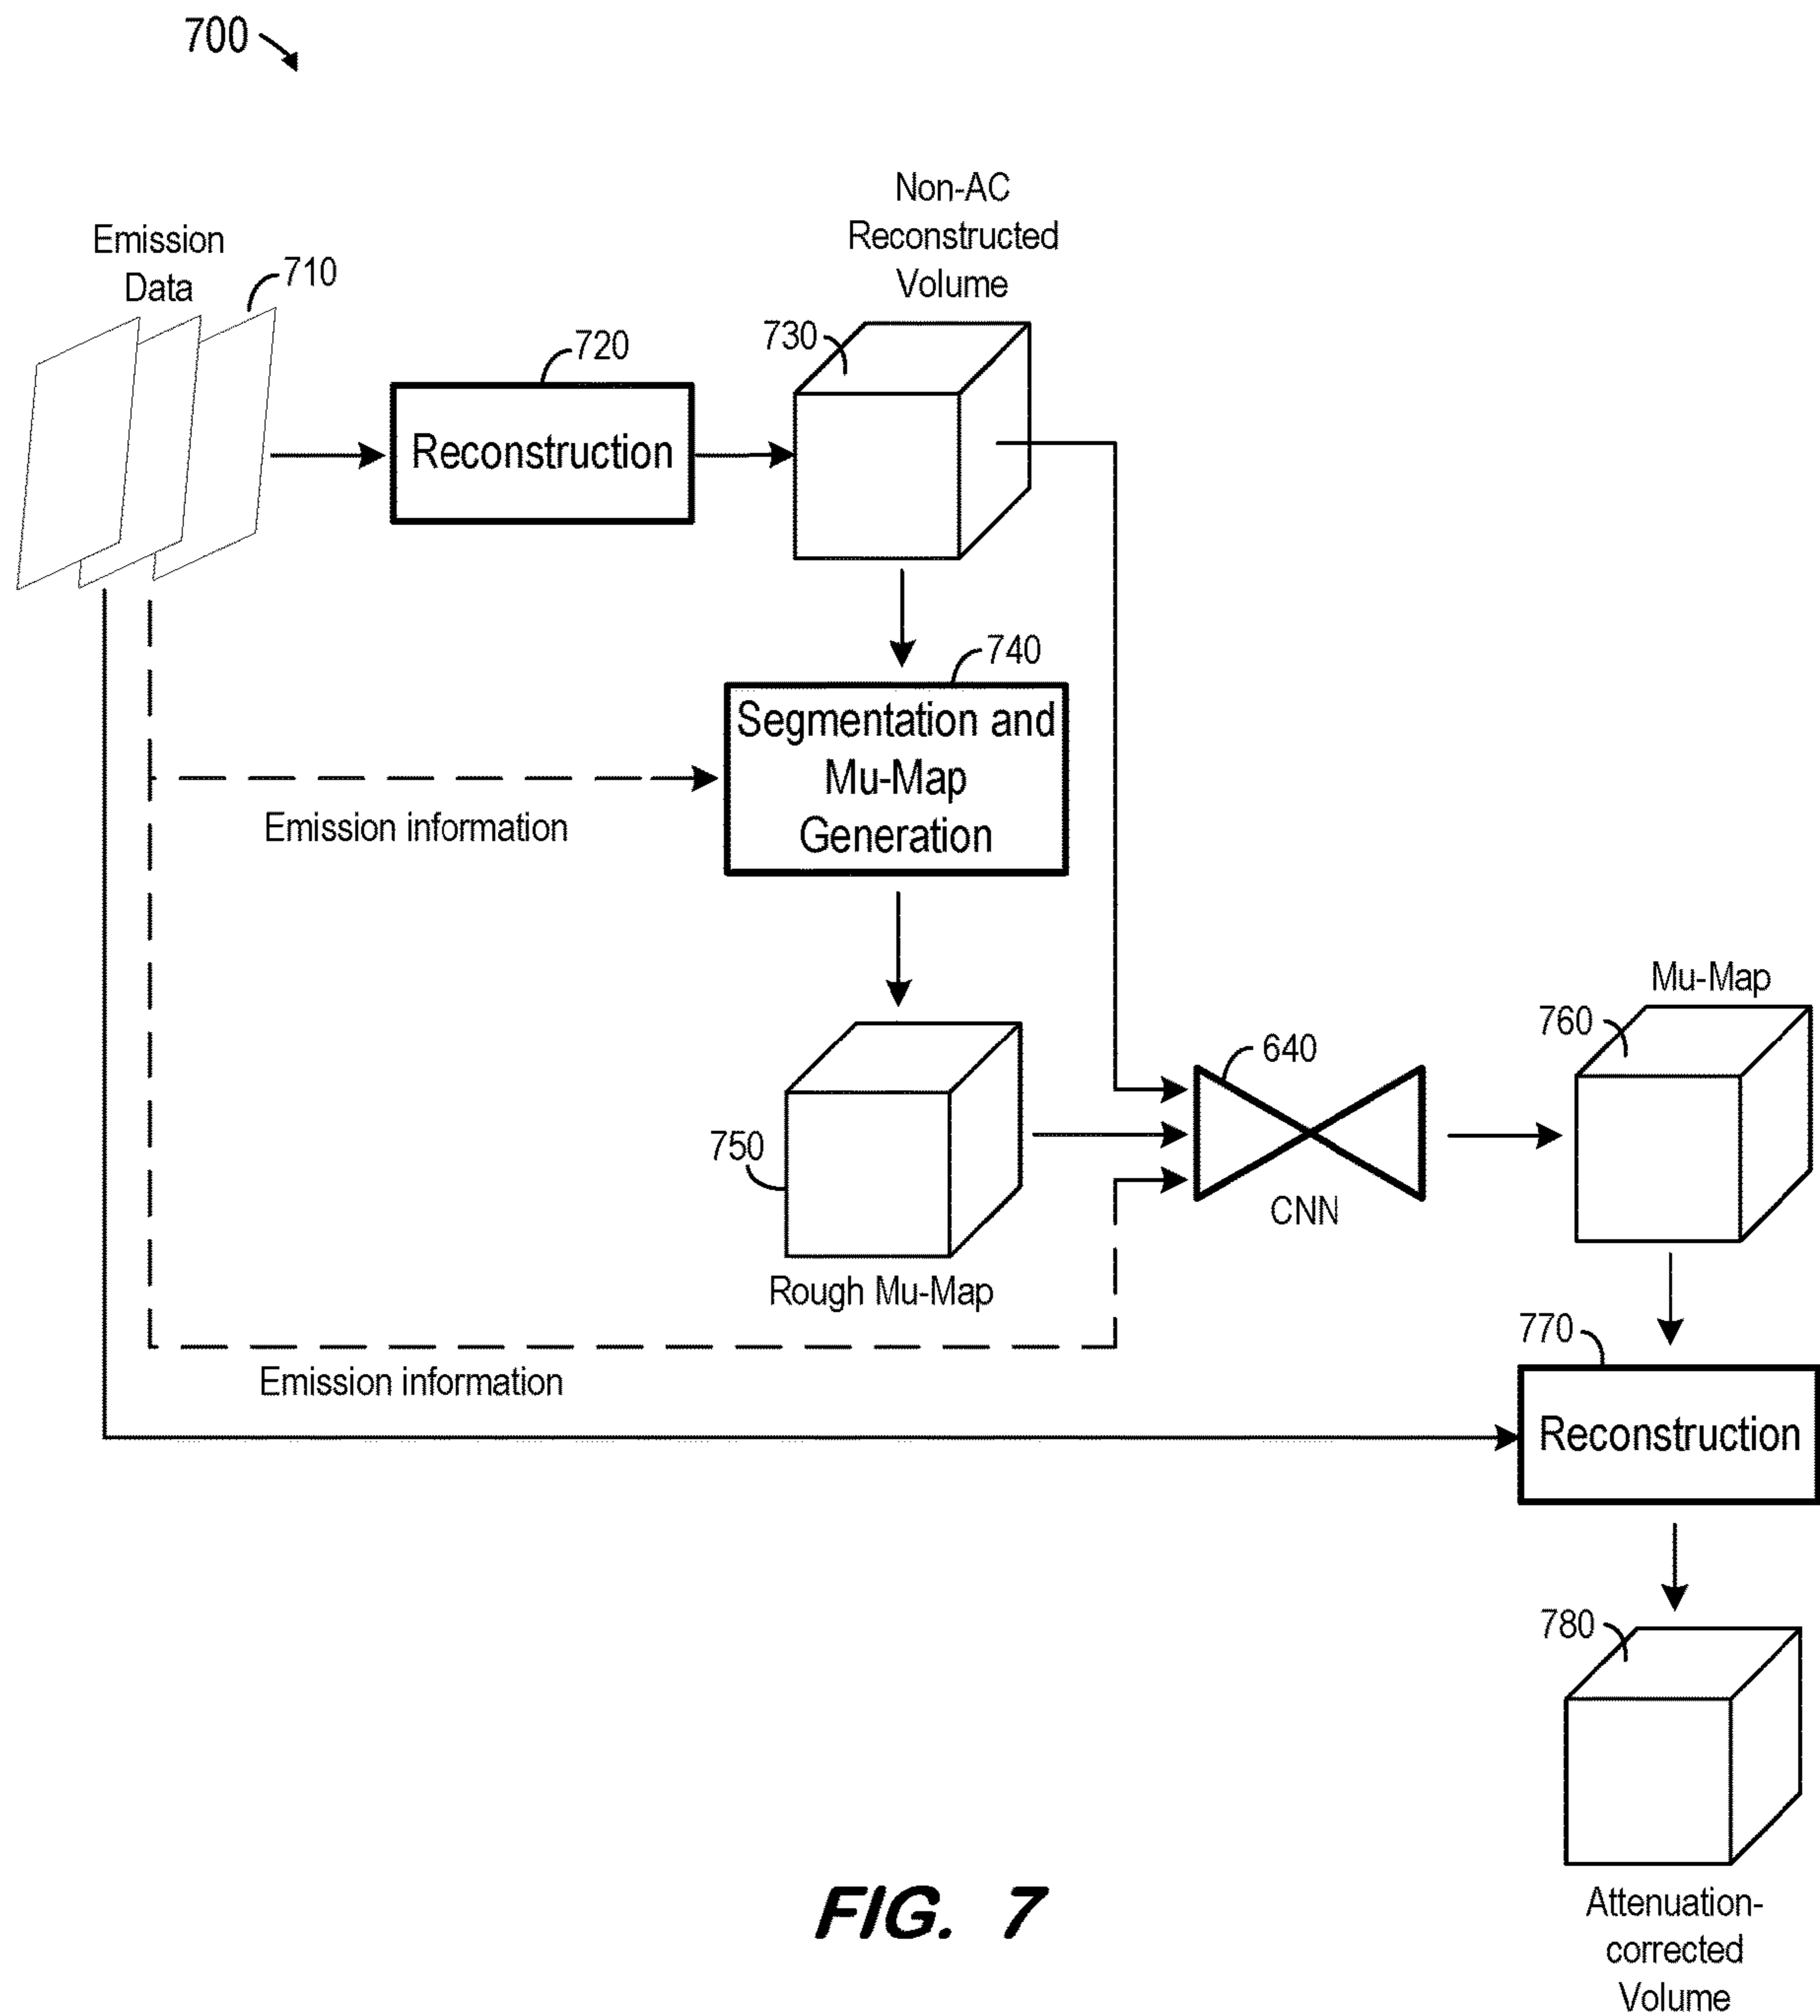 700
Emission
Data
710
720
Reconstruction
Non-AC
Reconstructed
Volume
730
740
Segmentation and
Mu-Map
Generation
Emission information
750
Rough Mu-Map
640
CNN
Mu-Map
760
Emission information
770
Reconstruction
780
Attenuation-
corrected
Volume
FIG. 7